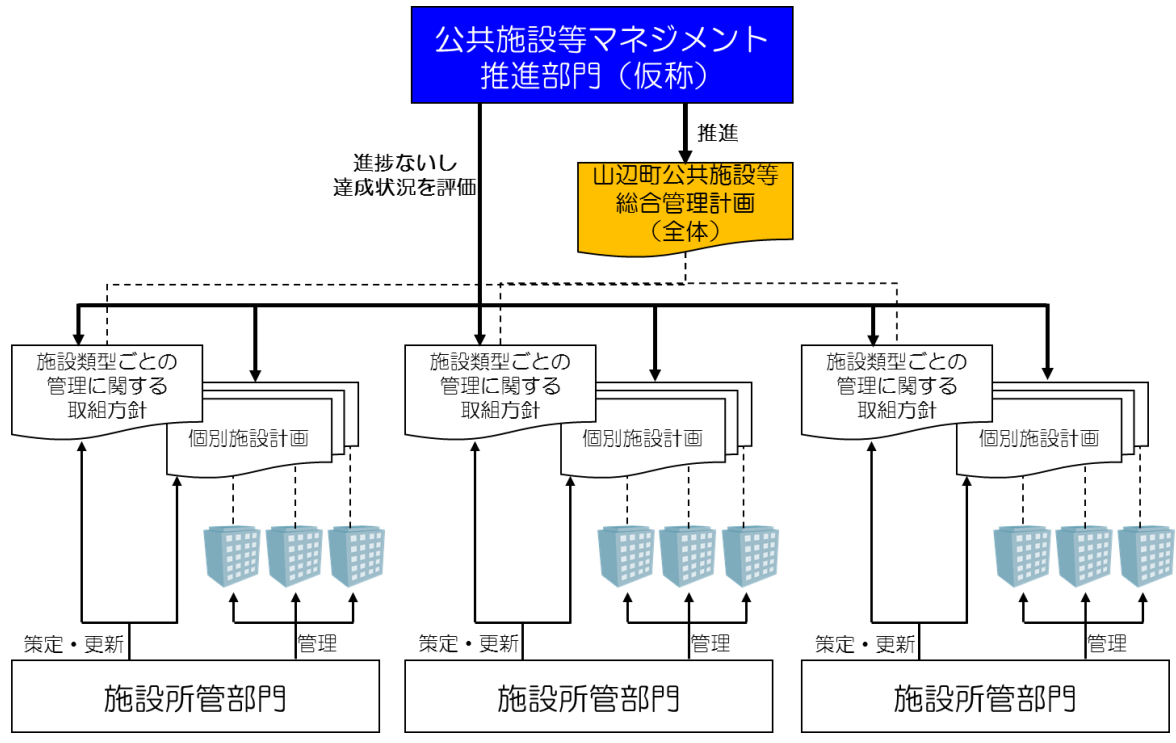 公共施設等マネジメント
推進部門（仮称）
推進
進捗ないし
達成状況を評価
山辺町公共施設等
総合管理計画
（全体）
施設類型ごとの
管理に関する
取組方針
個別施設計画
施設類型ごとの
管理に関する
取組方針
個別施設計画
施設類型ごとの
管理に関する
取組方針
個別施設計画
策定・更新
管理
策定・更新
管理
策定・更新
管理
施設所管部門
施設所管部門
施設所管部門